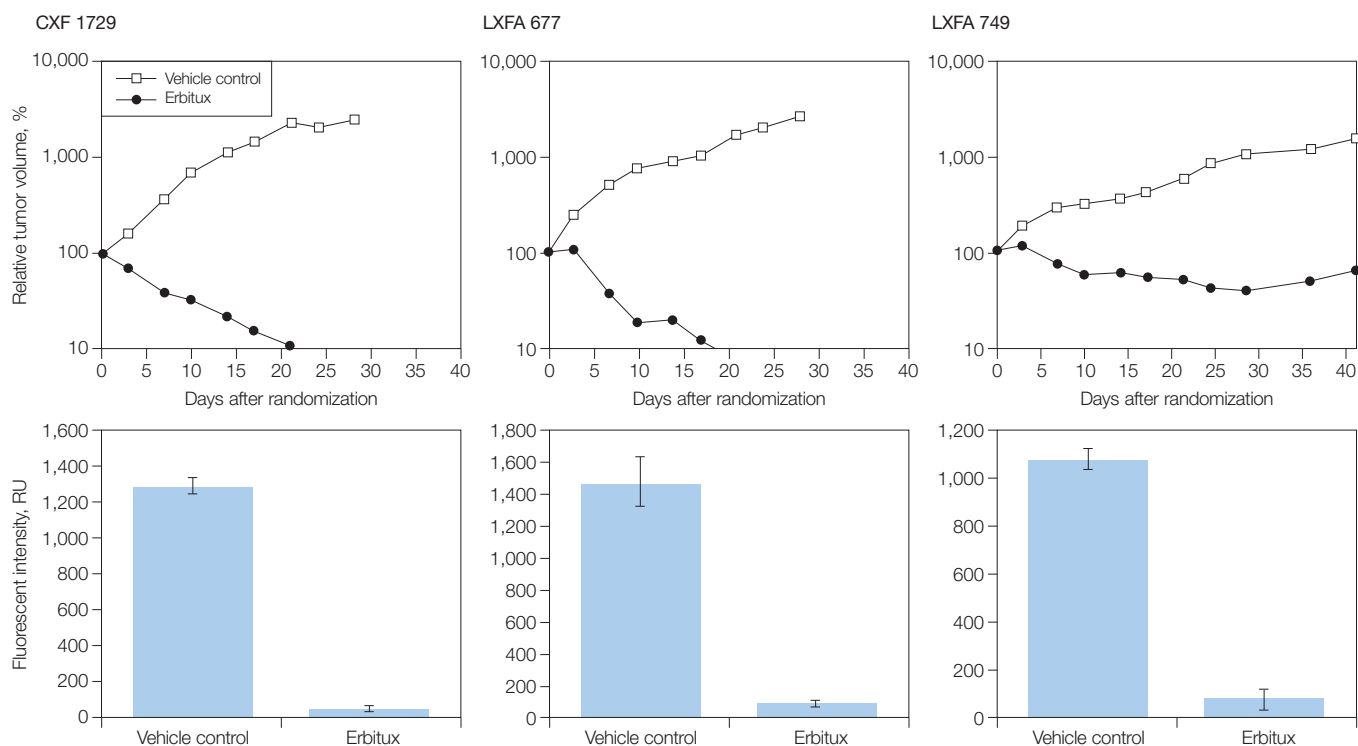 CXF 1729
LXFA 677
LXFA 749
Relative tumor volume, %
10,000
1,000
100
10
Vehicle control
Erbitux
0 5 10 15 20 25 30 35 40
Days after randomization
10,000
1,000
100
10
0 5 10 15 20 25 30 35 40
Days after randomization
10,000
1,000
100
10
0 5 10 15 20 25 30 35 40
Days after randomization
Fluorescent intensity, RU
1,600
1,400
1,200
1,000
800
600
400
200
0
Vehicle control Erbitux
1,800
1,600
1,400
1,200
1,000
800
600
400
200
0
Vehicle control Erbitux
1,200
1,000
800
600
400
200
0
Vehicle control Erbitux